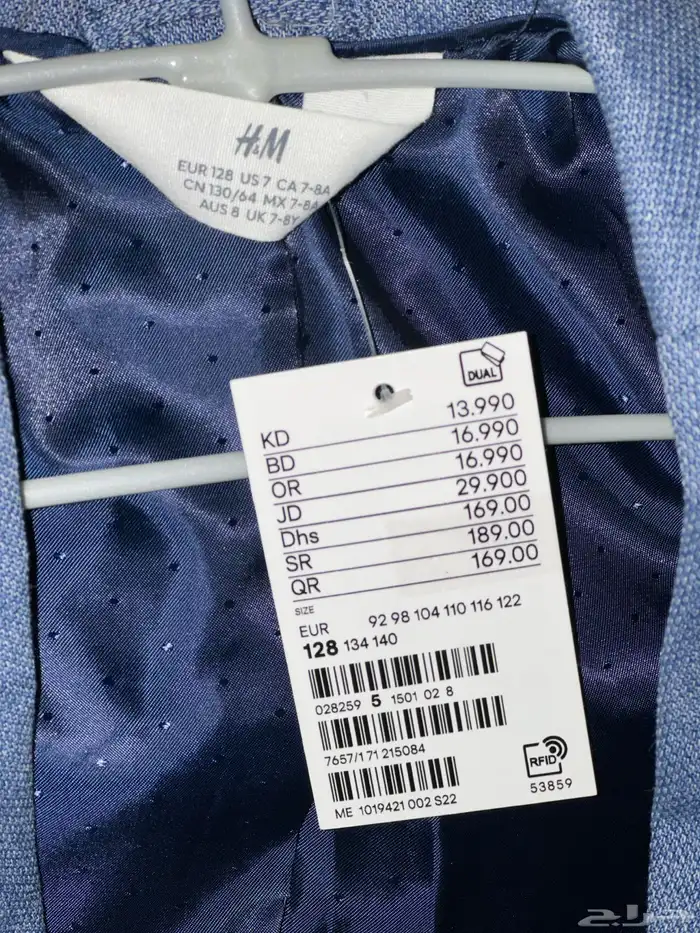 H&M
EUR 128 US 7 CA 7-8A
CN 130/64 MX 7-8A
AUS 8 UK 7-8Y
DUAL
KD 13.990
BD 16.990
OR 16.990
JD 29.900
Dhs 169.00
SR 189.00
QR 169.00
SIZE
EUR 92 98 104 110 116 122
128 134 140
028259 5 1501 02 8
7657/1 71 215084
RFID
53859
ME 1019421 002 S22
حراج